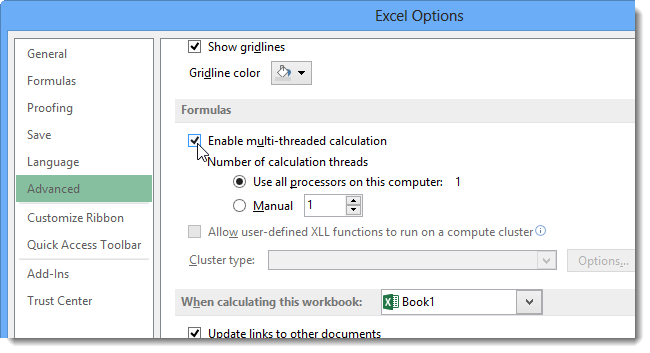 Excel Options
General
Formulas
Proofing
Save
Language
Advanced
Customize Ribbon
Quick Access Toolbar
Add-Ins
Trust Center
Show gridlines
Gridline color
Formulas
Enable multi-threaded calculation
Number of calculation threads
Use all processors on this computer: 1
Manual 1
Allow user-defined XLL functions to run on a compute cluster
Cluster type: Options...
When calculating this workbook: Book1
Update links to other documents